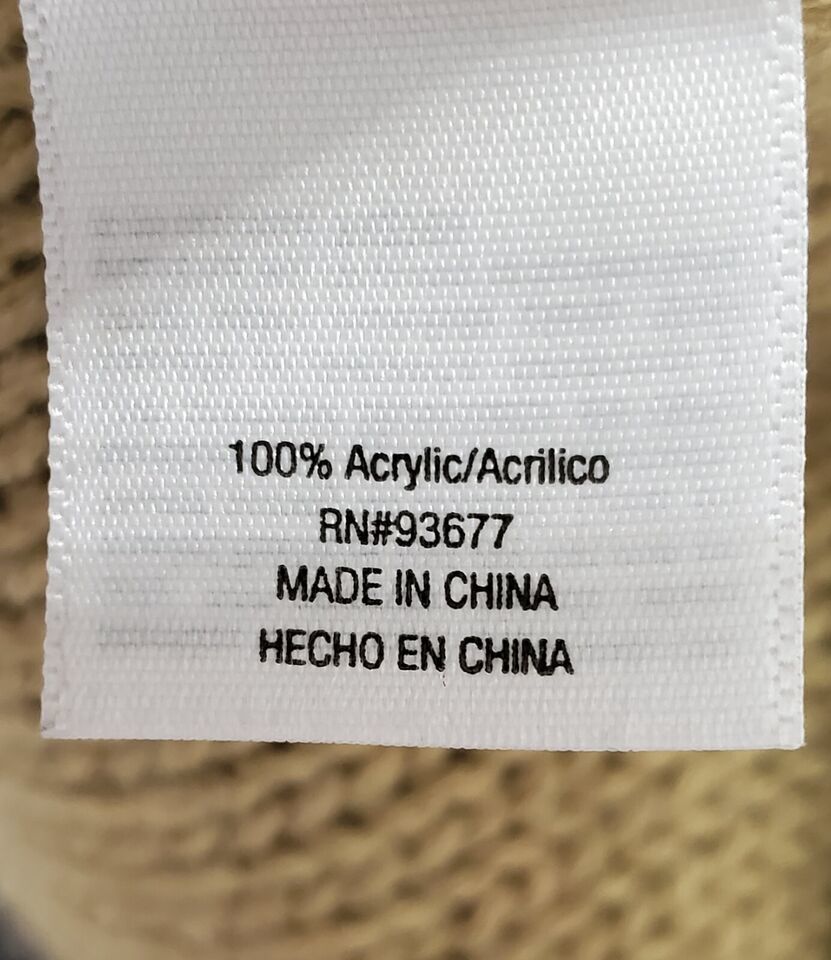 100% Acrylic/Acrilico
RN#93677
MADE IN CHINA
HECHO EN CHINA